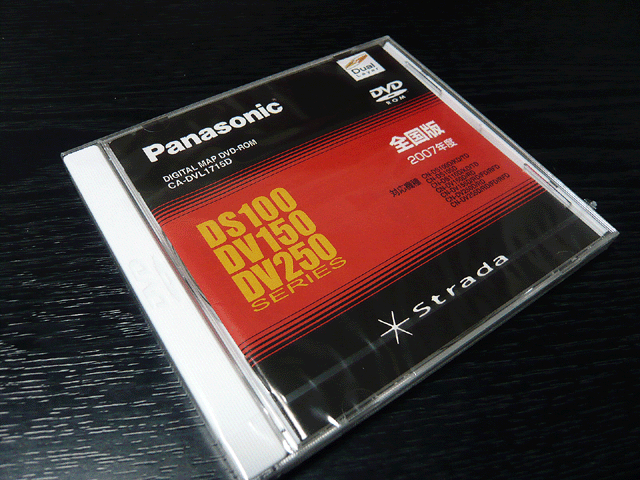 Panasonic
DIGITAL MAP DVD-ROM
CA-DVL1715D
Dual
Layer
DVD
ROM
全国版
2007年度
対応機種
DS100
DV150
DV250
SERIES
Strada